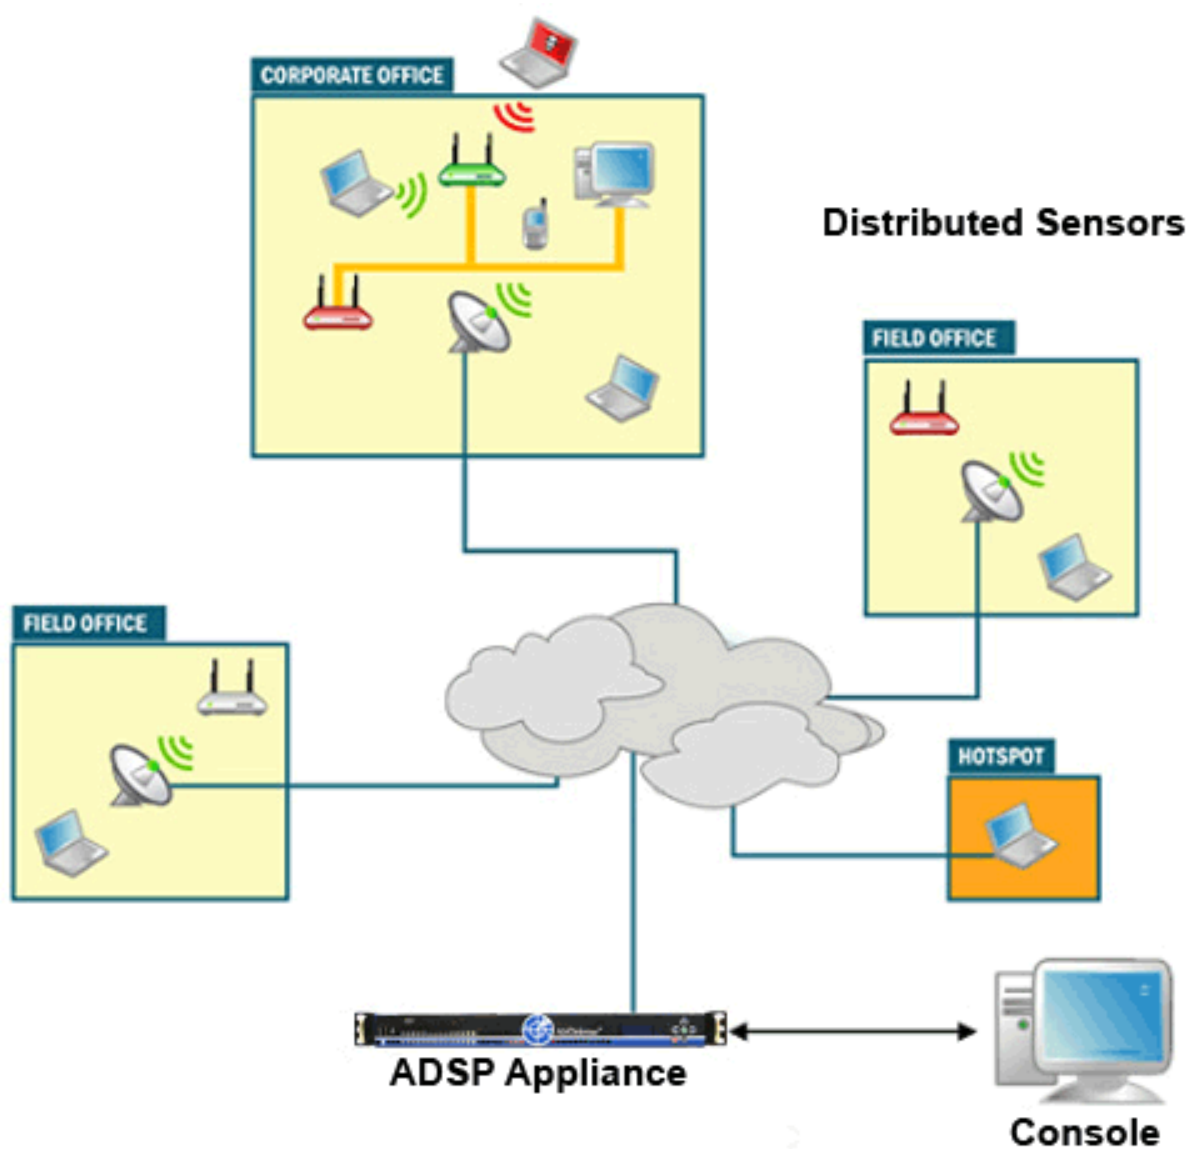 CORPORATE OFFICE
Distributed Sensors
FIELD OFFICE
FIELD OFFICE
HOTSPOT
ADSP Appliance
Console